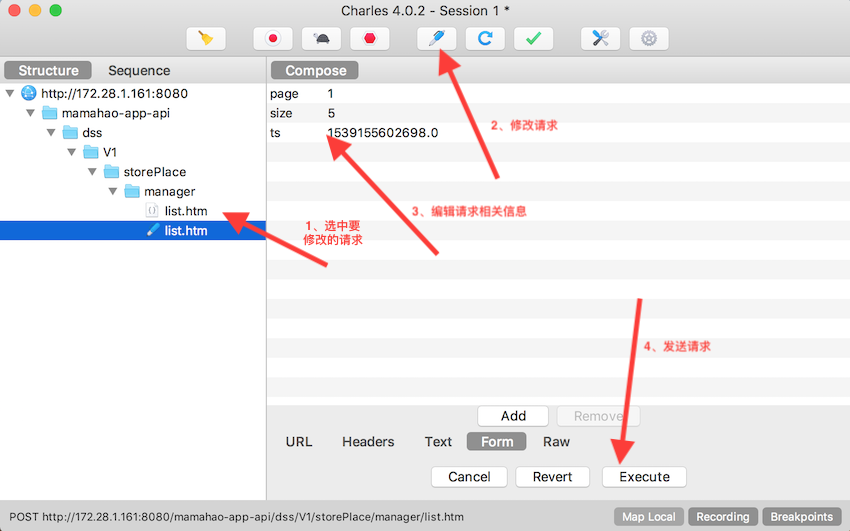 Charles 4.0.2 - Session 1 *
Structure
Sequence
Compose
http://172.28.1.161:8080
mamahao-app-api
dss
V1
storePlace
manager
list.htm
list.htm
page 1
size 5
ts 1539155602698.0
2、修改请求
3、编辑请求相关信息
1、选中要
修改的请求
4、发送请求
Add
Remove
URL
Headers
Text
Form
Raw
Cancel
Revert
Execute
POST http://172.28.1.161:8080/mamahao-app-api/dss/V1/storePlace/manager/list.htm
Map Local
Recording
Breakpoints